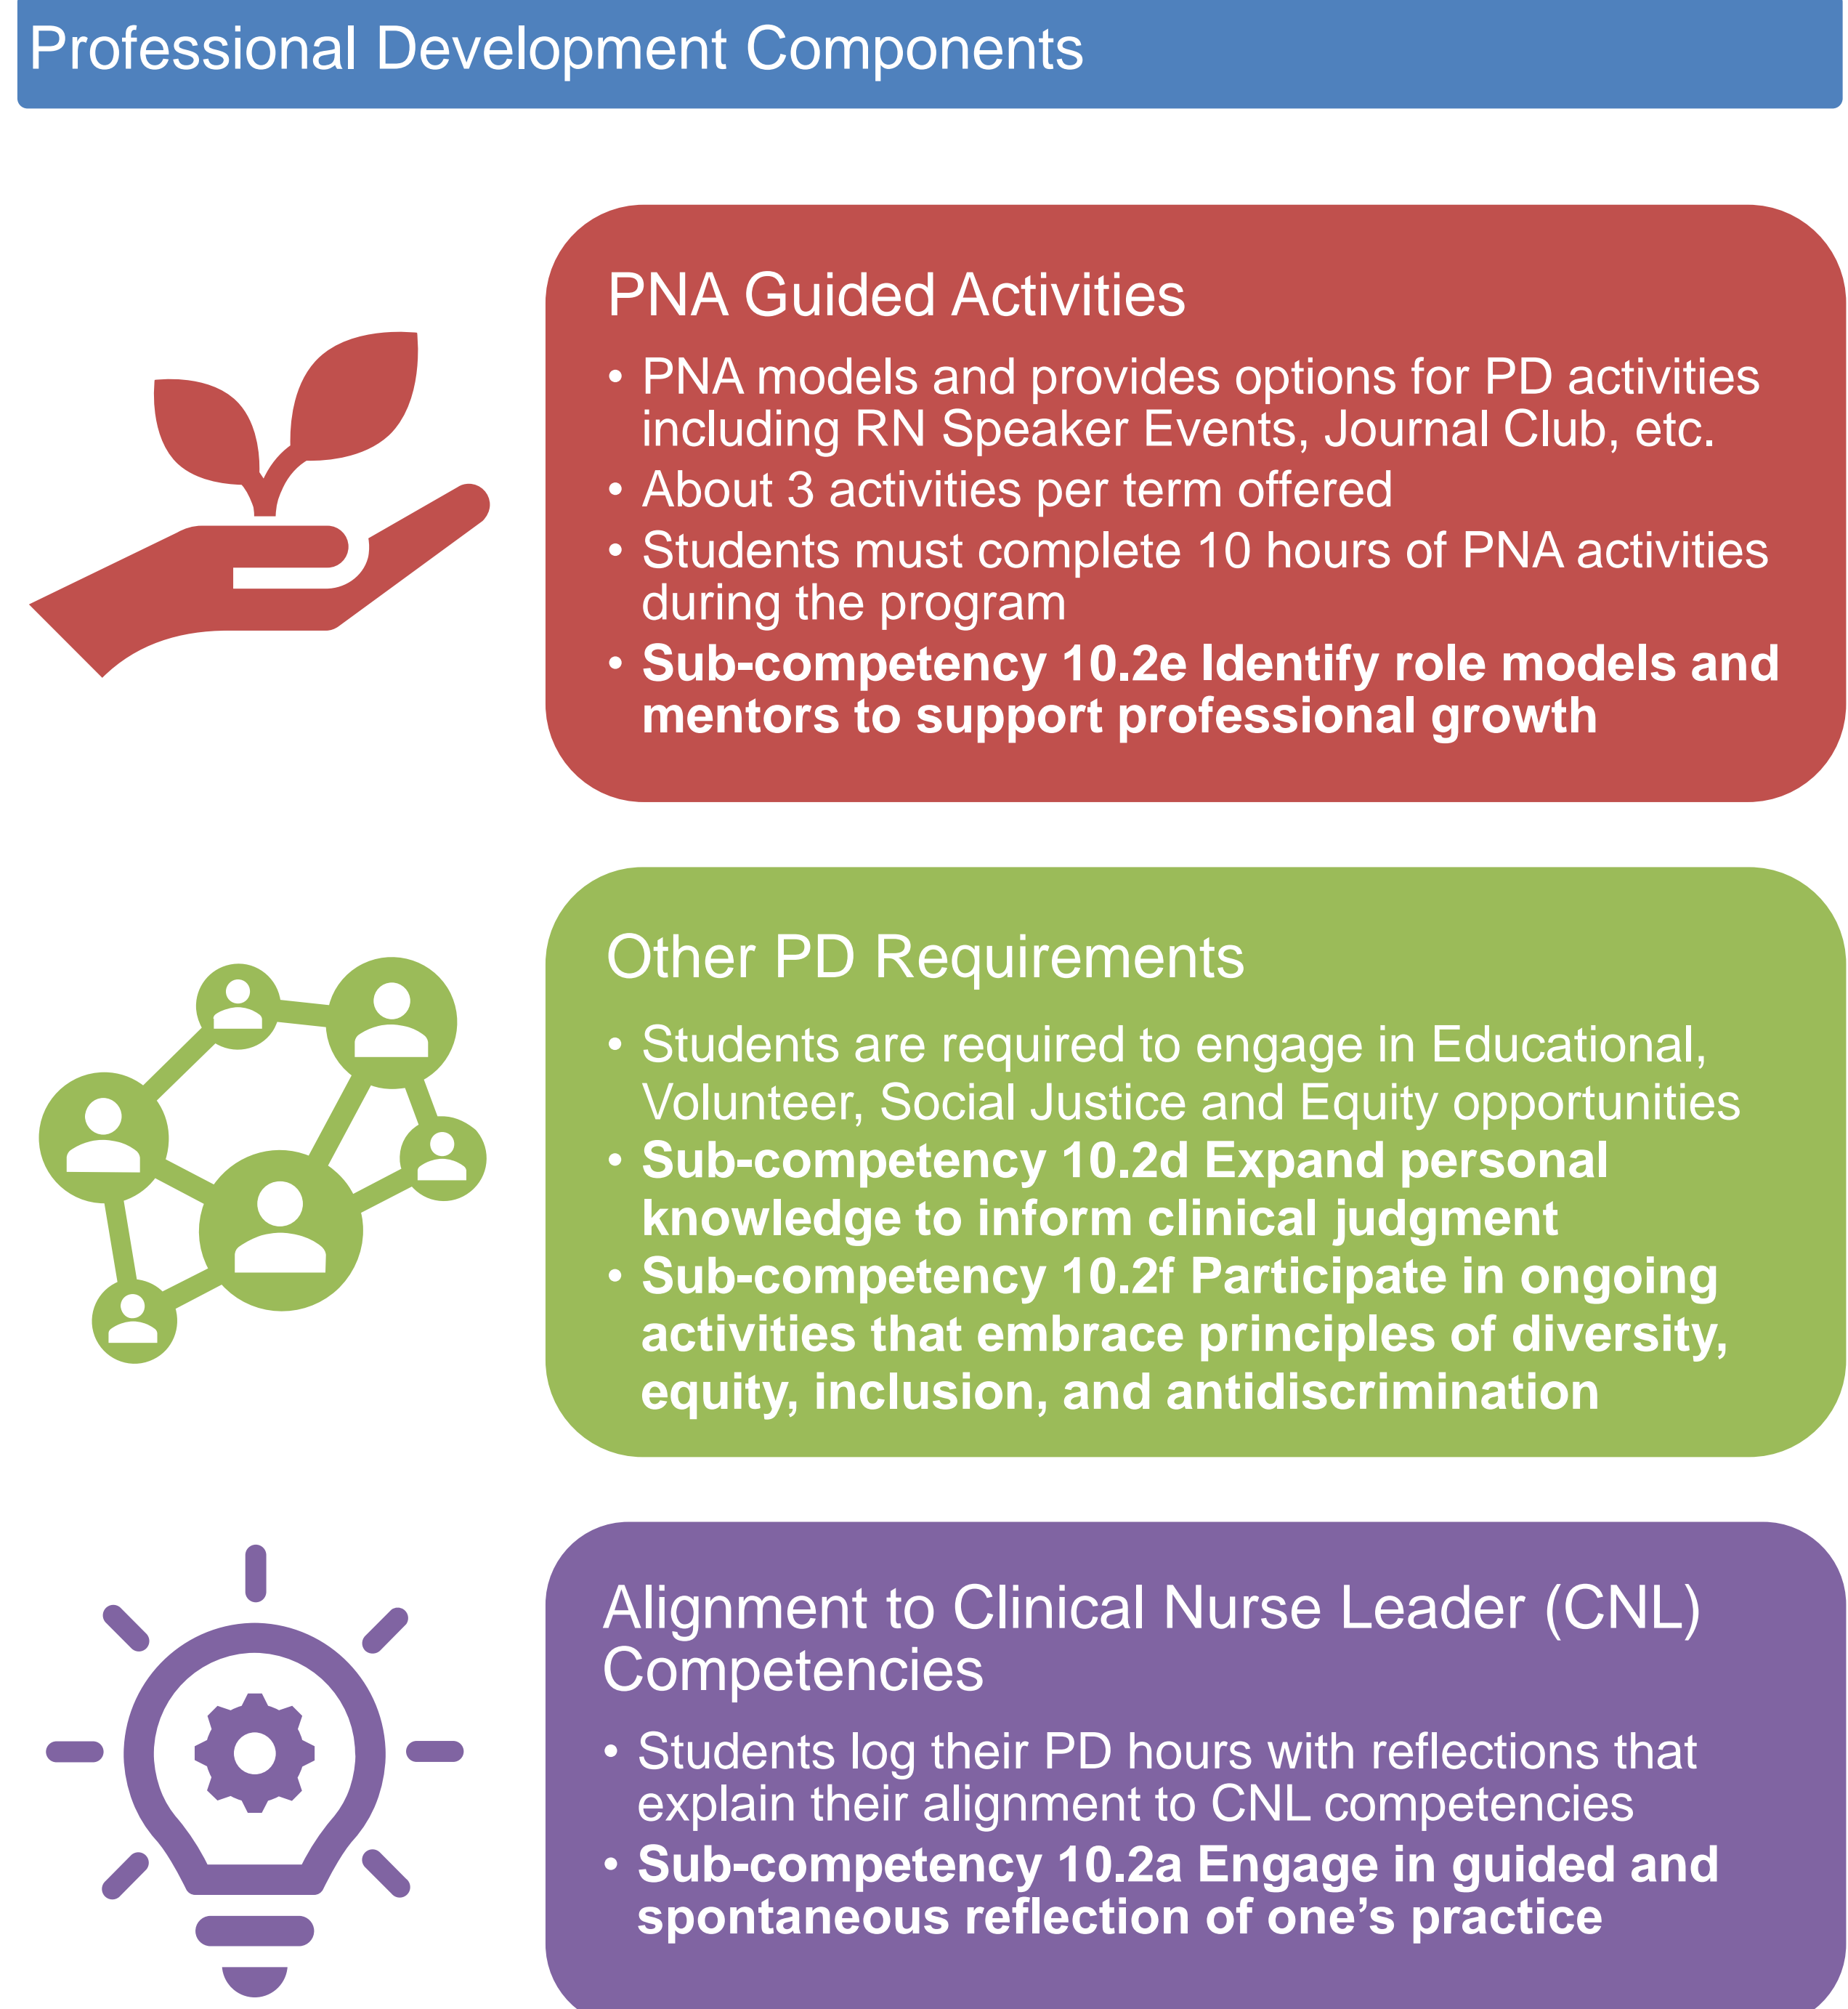 Professional Development Components
PNA Guided Activities
• PNA models and provides options for PD activities
including RN Speaker Events, Journal Club, etc.
• About 3 activities per term offered
• Students must complete 10 hours of PNA activities
during the program
• Sub-competency 10.2e Identify role models and
mentors to support professional growth
Other PD Requirements
• Students are required to engage in Educational,
Volunteer, Social Justice and Equity opportunities
• Sub-competency 10.2d Expand personal
knowledge to inform clinical judgment
• Sub-competency 10.2f Participate in ongoing
activities that embrace principles of diversity,
equity, inclusion, and antidiscrimination
Alignment to Clinical Nurse Leader (CNL)
Competencies
• Students log their PD hours with reflections that
explain their alignment to CNL competencies
• Sub-competency 10.2a Engage in guided and
spontaneous reflection of one’s practice